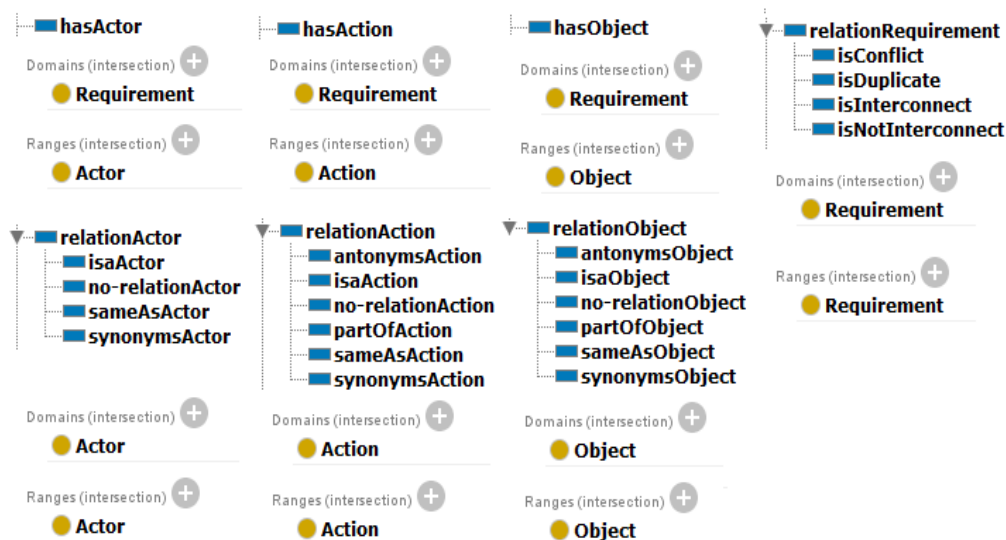 hasActor
Domains (intersection)
Requirement
Ranges (intersection)
Actor
hasAction
Domains (intersection)
Requirement
Ranges (intersection)
Action
hasObject
Domains (intersection)
Requirement
Ranges (intersection)
Object
relationRequirement
isConflict
isDuplicate
isInterconnect
isNotInterconnect
Domains (intersection)
Requirement
Ranges (intersection)
Requirement
relationActor
isaActor
no-relationActor
sameAsActor
synonymsActor
Domains (intersection)
Actor
Ranges (intersection)
Actor
relationAction
antonymsAction
isaAction
no-relationAction
partOfAction
sameAsAction
synonymsAction
Domains (intersection)
Action
Ranges (intersection)
Action
relationObject
antonymsObject
isaObject
no-relationObject
partOfObject
sameAsObject
synonymsObject
Domains (intersection)
Object
Ranges (intersection)
Object